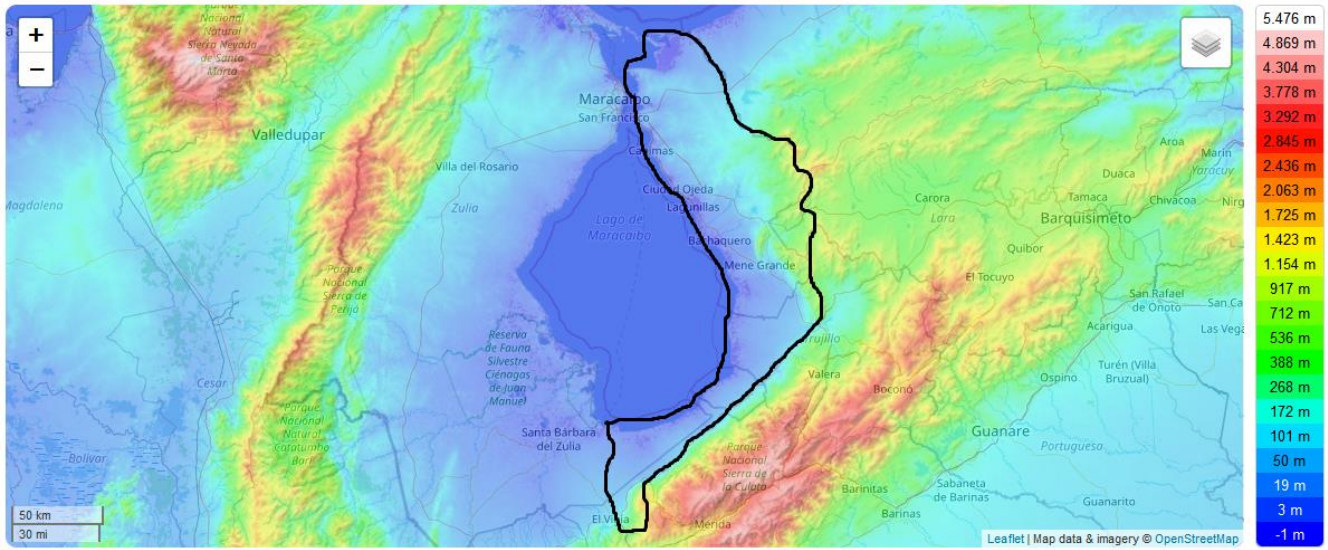 Parque
Nacional
Natural
Sierra Nevada
de Santa
Marta
+
−
Maracaibo
San Francisco
Valledupar
Villa del Rosario
Cabimas
Aroa
Marin
Yaracuy
Duaca
Magdalena
Zulia
Ciudad Ojeda
Lagunillas
Carora
Lara
Tamaca
Chivacoa
Nirg
Barquisimeto
Lago de
Maracaibo
Bachaquero
Mene Grande
Quibor
El Tocuyo
Parque
Nacional
Sierra de
Perijá
San Rafael
de Onoto
San Ca
Acarigua
Las Vega
Reserva
de Fauna
Silvestre
Ciénagas
de Juan
Manuel
Trujillo
Valera
Boconó
Turén (Villa
Bruzual)
Ospino
Cesar
Parque
Nacional
Natural
Catatumbo
Barí
Santa Bárbara
del Zulia
Guanare
Portuguesa
Parque
Nacional
Sierra de
la Culata
Bolívar
Barinitas
Sabaneta
de Barinas
Guanarito
Barinas
El Vigía
Mérida
50 km
30 mi
Leaflet | Map data & imagery © OpenStreetMap
5.476 m
4.869 m
4.304 m
3.778 m
3.292 m
2.845 m
2.436 m
2.063 m
1.725 m
1.423 m
1.154 m
917 m
712 m
536 m
388 m
268 m
172 m
101 m
50 m
19 m
3 m
-1 m